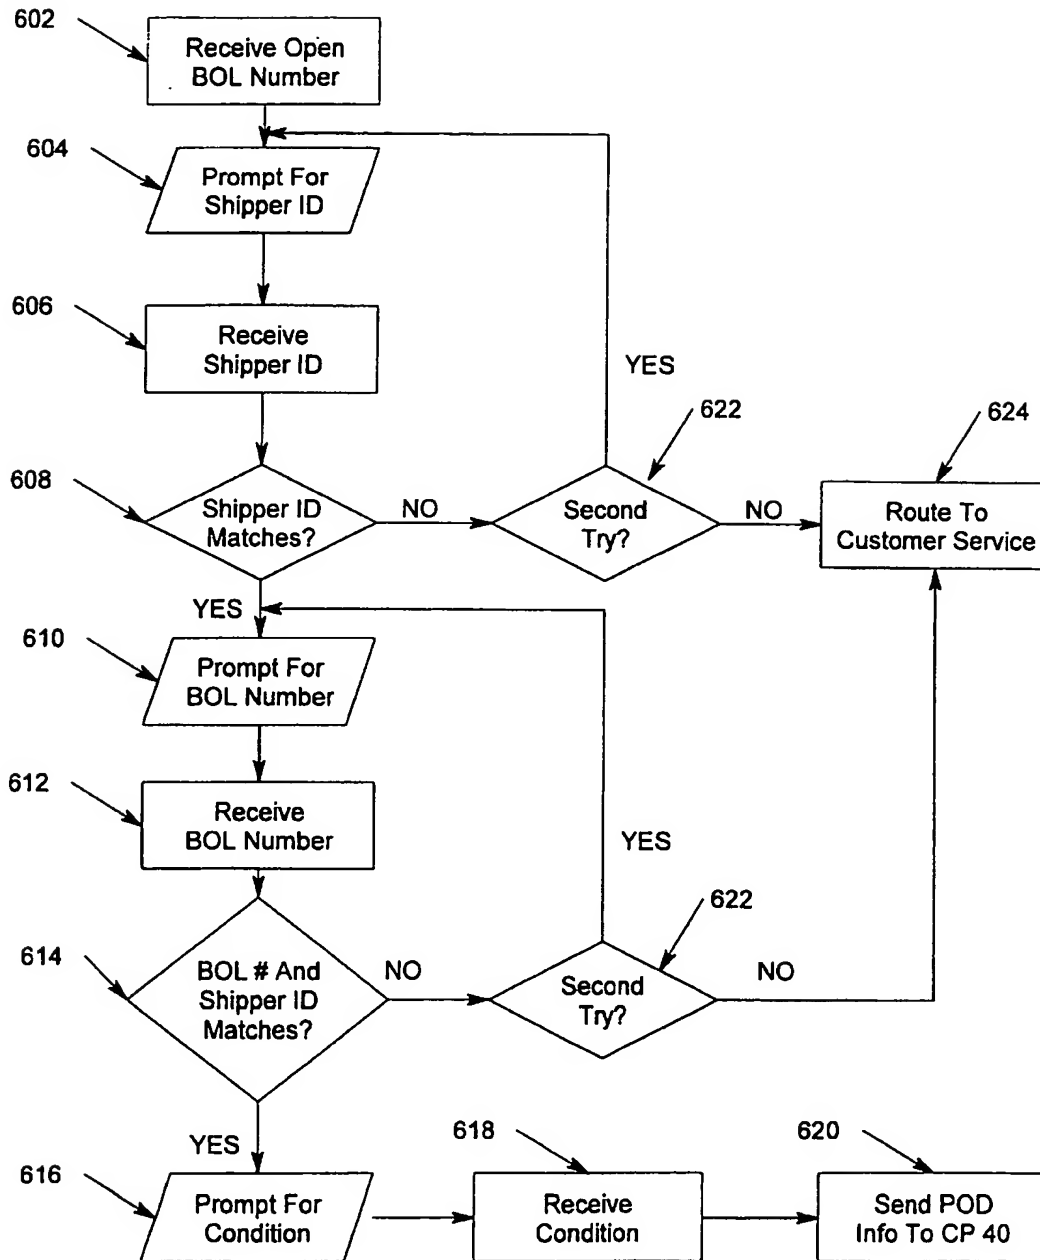 602
Receive Open
BOL Number
604
Prompt For
Shipper ID
606
Receive
Shipper ID
YES
622
624
608
Shipper ID
Matches?
NO
Second
Try?
NO
Route To
Customer Service
YES
610
Prompt For
BOL Number
612
Receive
BOL Number
YES
622
614
BOL # And
Shipper ID
Matches?
NO
Second
Try?
NO
YES
618
620
616
Prompt For
Condition
Receive
Condition
Send POD
Info To CP 40